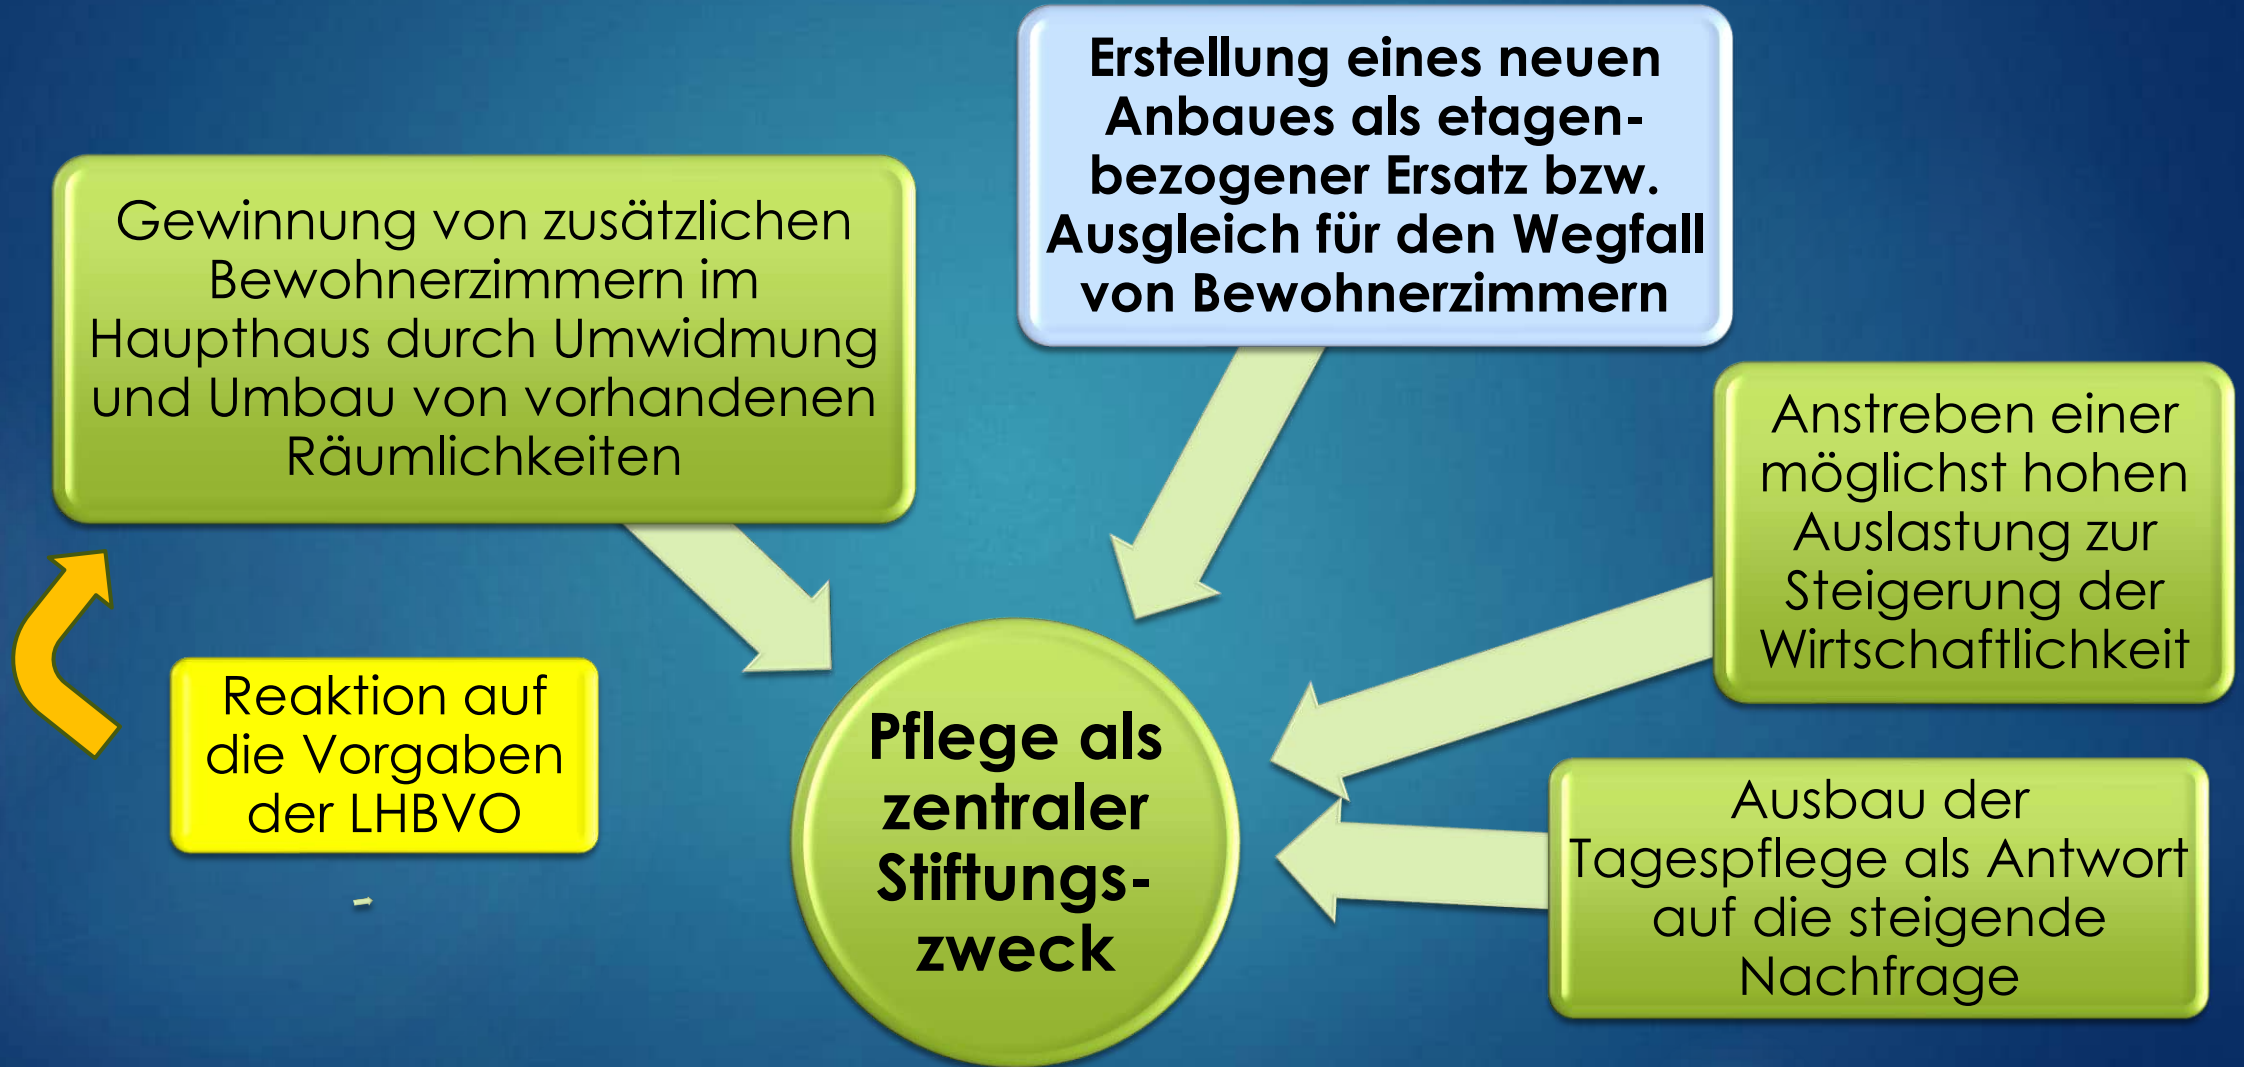 Erstellung eines neuen
Anbaues als etagen-
bezogener Ersatz bzw.
Ausgleich für den Wegfall
von Bewohnerzimmern
Gewinnung von zusätzlichen
Bewohnerzimmern im
Haupthaus durch Umwidmung
und Umbau von vorhandenen
Räumlichkeiten
Anstreben einer
möglichst hohen
Auslastung zur
Steigerung der
Wirtschaftlichkeit
Reaktion auf
die Vorgaben
der LHBVO
Pflege als
zentraler
Stiftungs-
zweck
Ausbau der
Tagespflege als Antwort
auf die steigende
Nachfrage